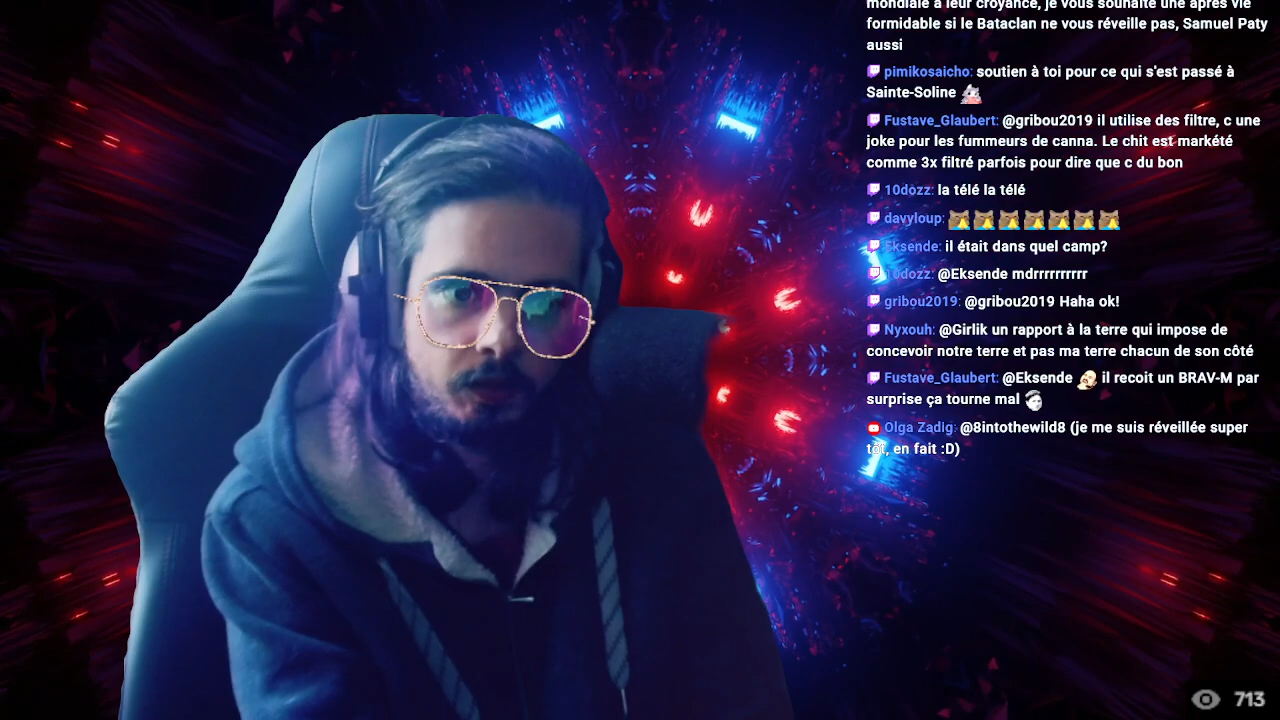 mondiale à leur croyance, je vous souhaite une après vie
formidable si le Bataclan ne vous réveille pas, Samuel Paty
aussi
pimikosaicho: soutien à toi pour ce qui s'est passé à
Sainte-Soline
Fustave_Glaubert: @gribou2019 il utilise des filtre, c une
joke pour les fummeurs de canna. Le chit est markété
comme 3x filtré parfois pour dire que c du bon
10dozz: la télé la télé
davyloup:
Eksende: il était dans quel camp?
10dozz: @Eksende mdrrrrrrrrrr
gribou2019: @gribou2019 Haha ok!
Nyxouh: @Girlik un rapport à la terre qui impose de
concevoir notre terre et pas ma terre chacun de son côté
Fustave_Glaubert: @Eksende il recoit un BRAV-M par
surprise ça tourne mal
Olga Zadig: @8intothewild8 (je me suis réveillée super
tôt, en fait :D)
713